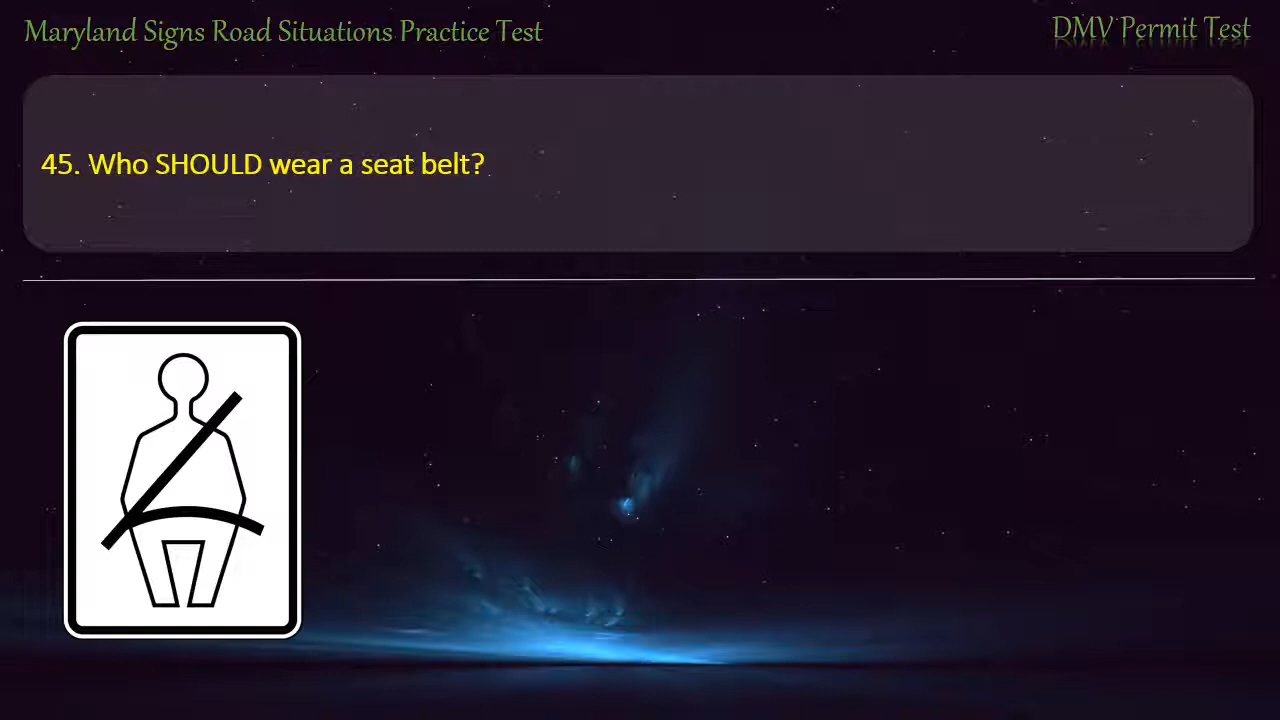 Maryland Signs Road Situations Practice Test
DMV Permit Test
45. Who SHOULD wear a seat belt?